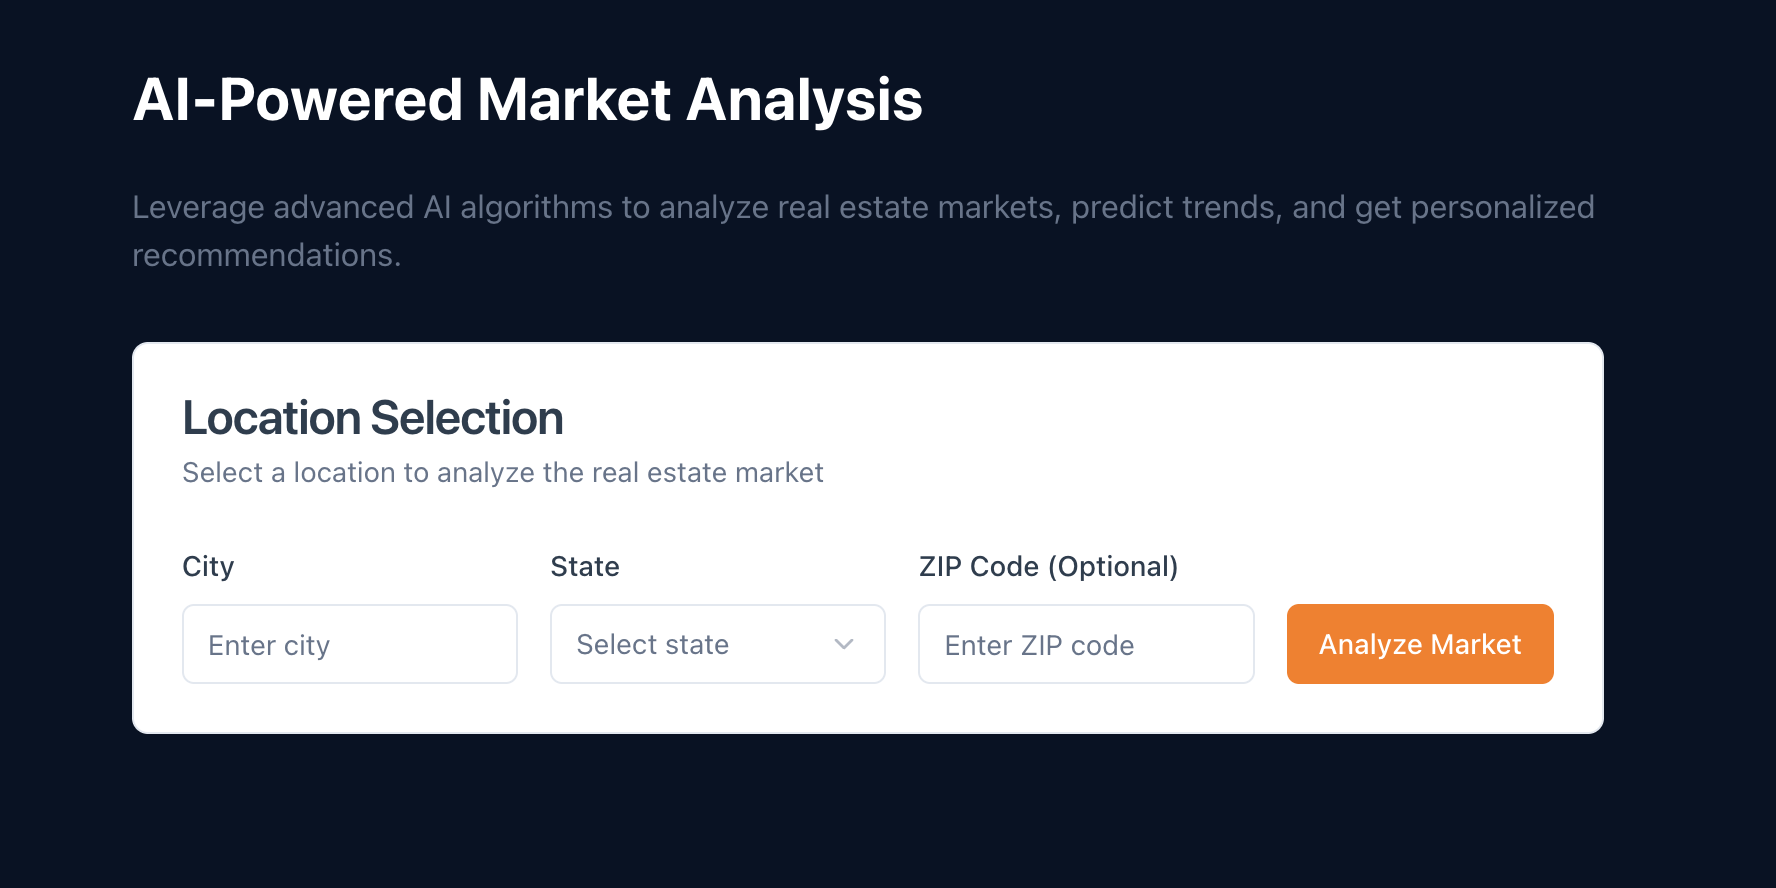 AI-Powered Market Analysis
Leverage advanced AI algorithms to analyze real estate markets, predict trends, and get personalized
recommendations.
Location Selection
Select a location to analyze the real estate market
City
State
ZIP Code (Optional)
Enter city
Select state
Enter ZIP code
Analyze Market